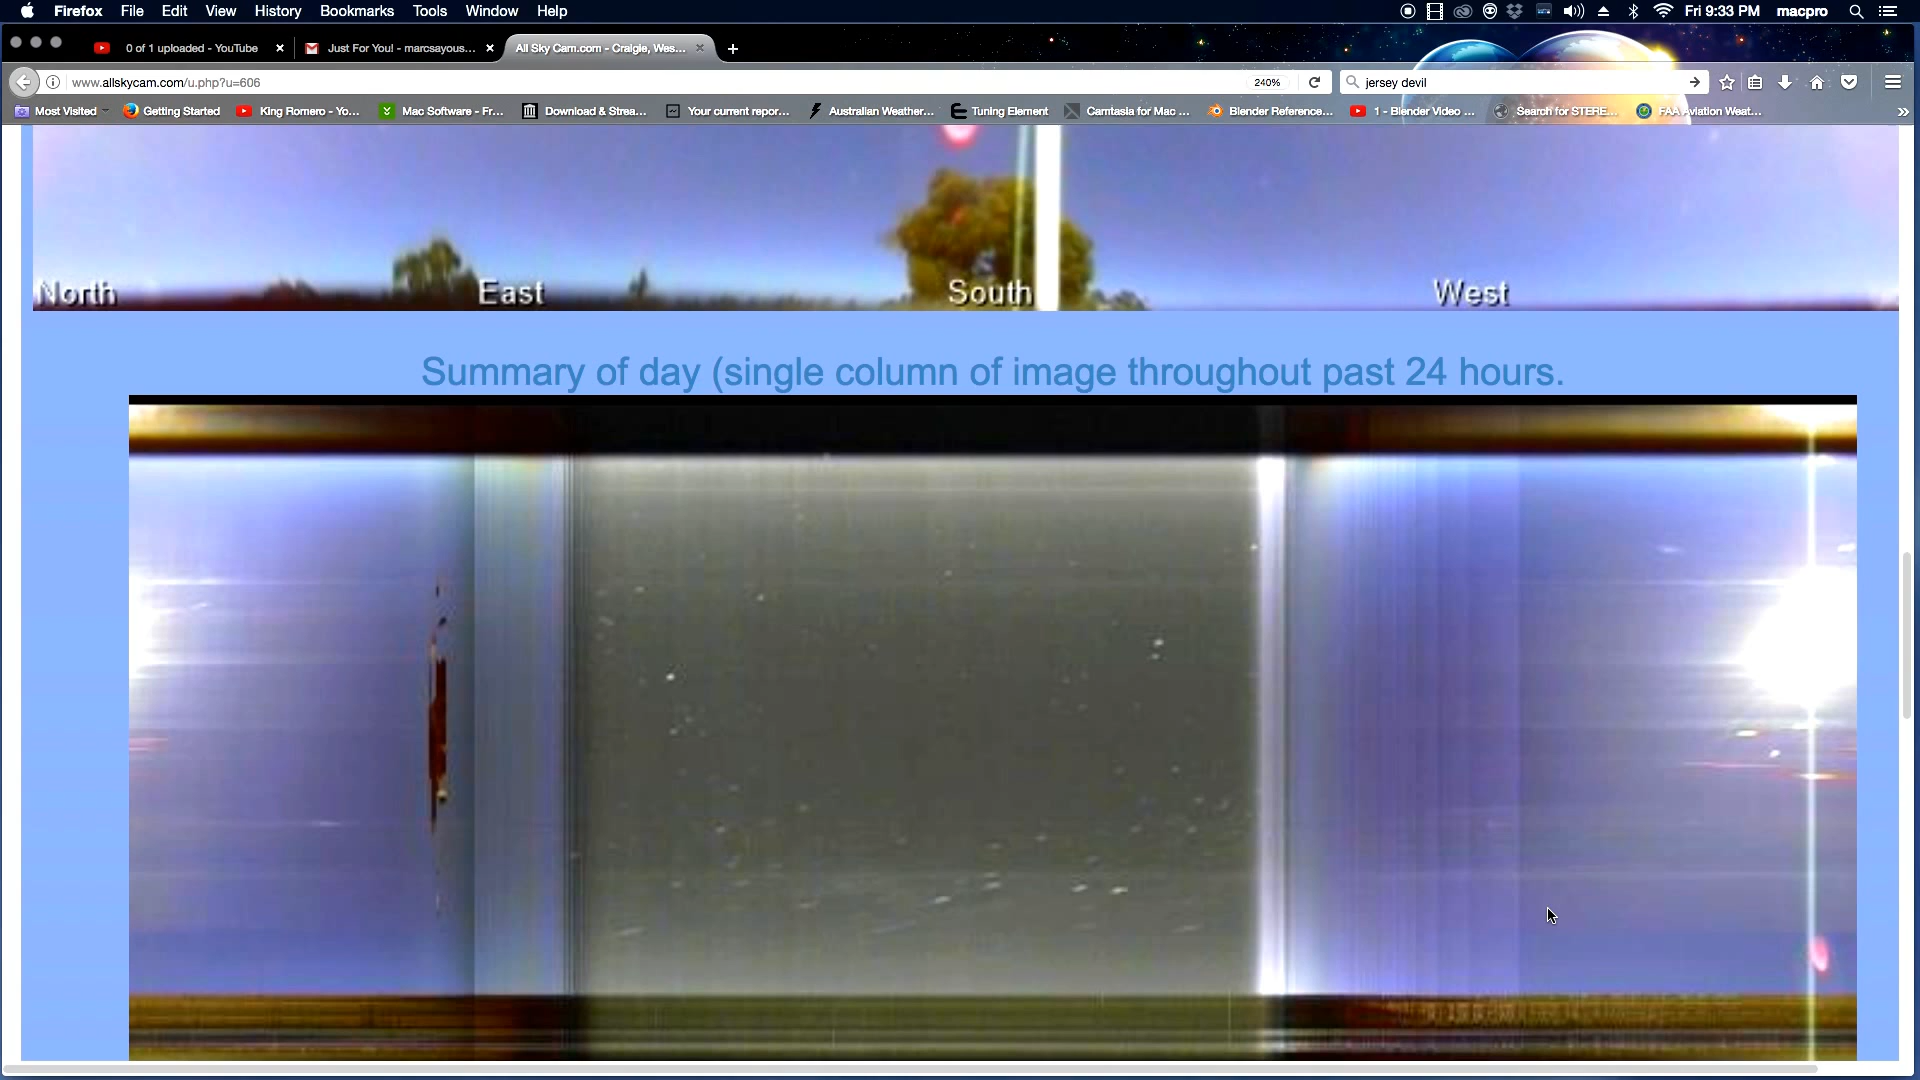 Firefox File Edit View History Bookmarks Tools Window Help Fri 9:33 PM macpro
0 of 1 uploaded - YouTube Just For You! - marcsayous... All Sky Cam.com - Craigie, Wes...
www.allskycam.com/u.php?u=606 240% jersey devil
Most Visited Getting Started King Romero - Yo... Mac Software - Fr... Download & Strea... Your current repor... Australian Weather... Tuning Element Camtasia for Mac ... Blender Reference... 1 - Blender Video ... Search for STERE... FAA Aviation Weat...
North East South West
Summary of day (single column of image throughout past 24 hours.